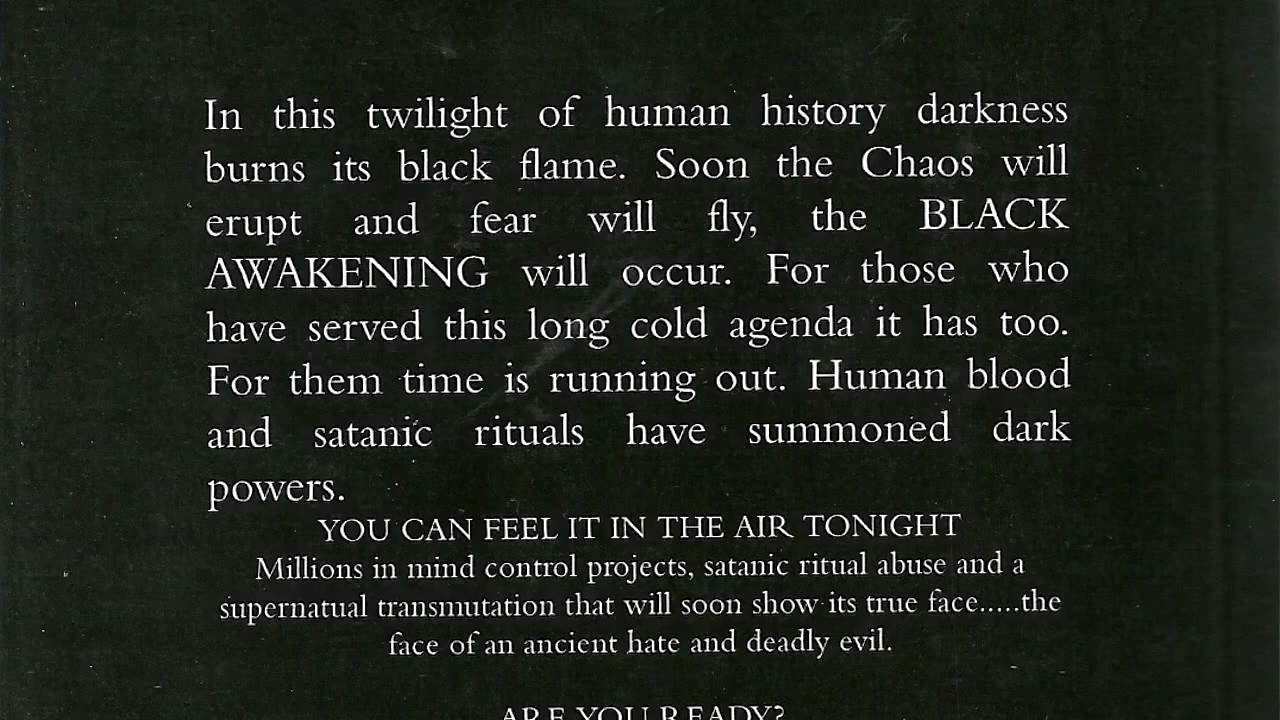 In this twilight of human history darkness
burns its black flame. Soon the Chaos will
erupt and fear will fly, the BLACK
AWAKENING will occur. For those who
have served this long cold agenda it has too.
For them time is running out. Human blood
and satanic rituals have summoned dark
powers.
YOU CAN FEEL IT IN THE AIR TONIGHT
Millions in mind control projects, satanic ritual abuse and a
supernatual transmutation that will soon show its true face.....the
face of an ancient hate and deadly evil.
ARE YOU READY?